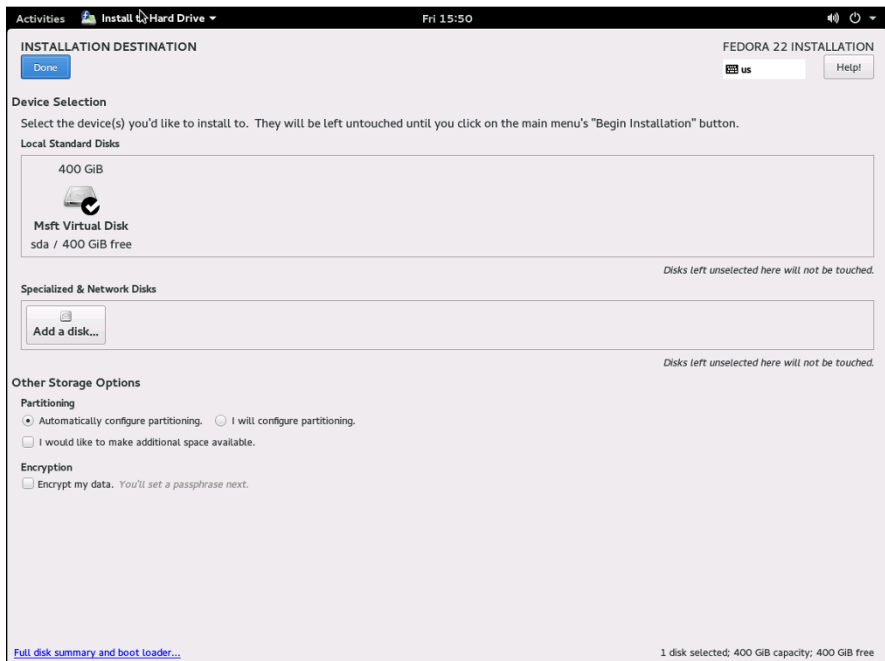 Activities Install to Hard Drive Fri 15:50
INSTALLATION DESTINATION FEDORA 22 INSTALLATION
Done us Help!
Device Selection
Select the device(s) you'd like to install to. They will be left untouched until you click on the main menu's "Begin Installation" button.
Local Standard Disks
400 GiB
Msft Virtual Disk
sda / 400 GiB free
Disks left unselected here will not be touched.
Specialized & Network Disks
Add a disk...
Disks left unselected here will not be touched.
Other Storage Options
Partitioning
Automatically configure partitioning. I will configure partitioning.
I would like to make additional space available.
Encryption
Encrypt my data. You'll set a passphrase next.
Full disk summary and boot loader... 1 disk selected; 400 GiB capacity; 400 GiB free